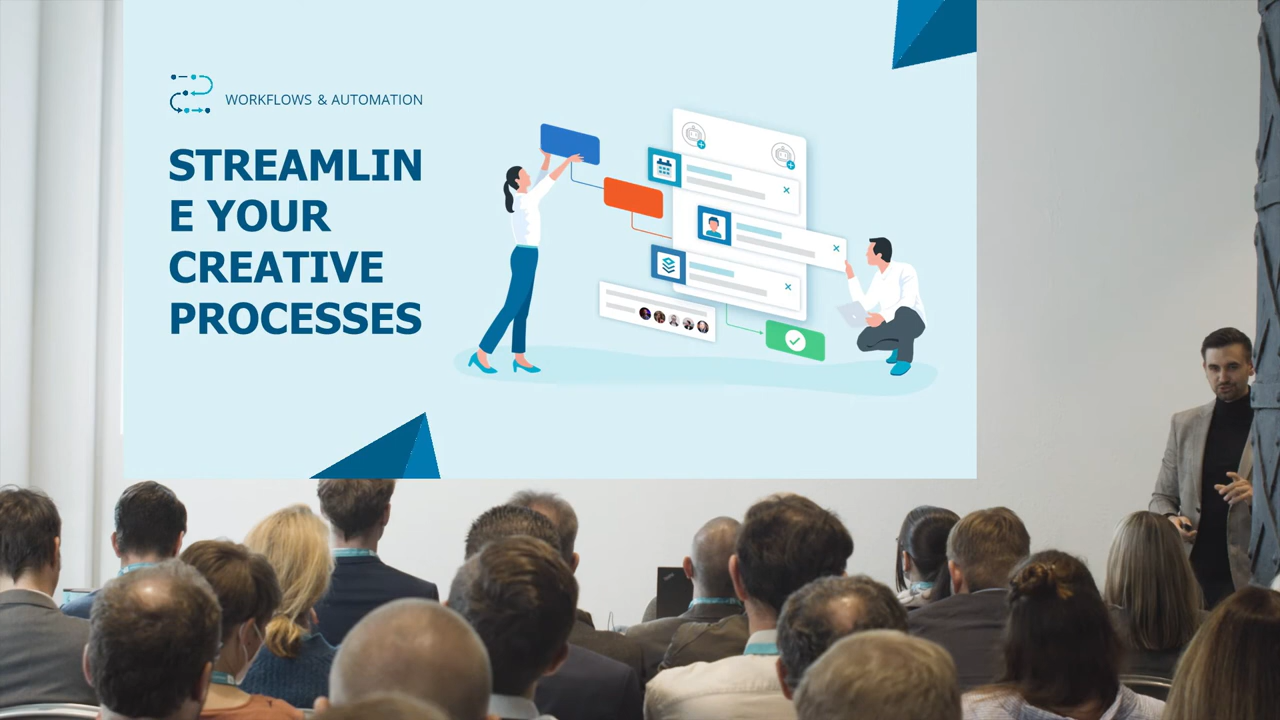 WORKFLOWS & AUTOMATION
STREAMLIN
E YOUR
CREATIVE
PROCESSES